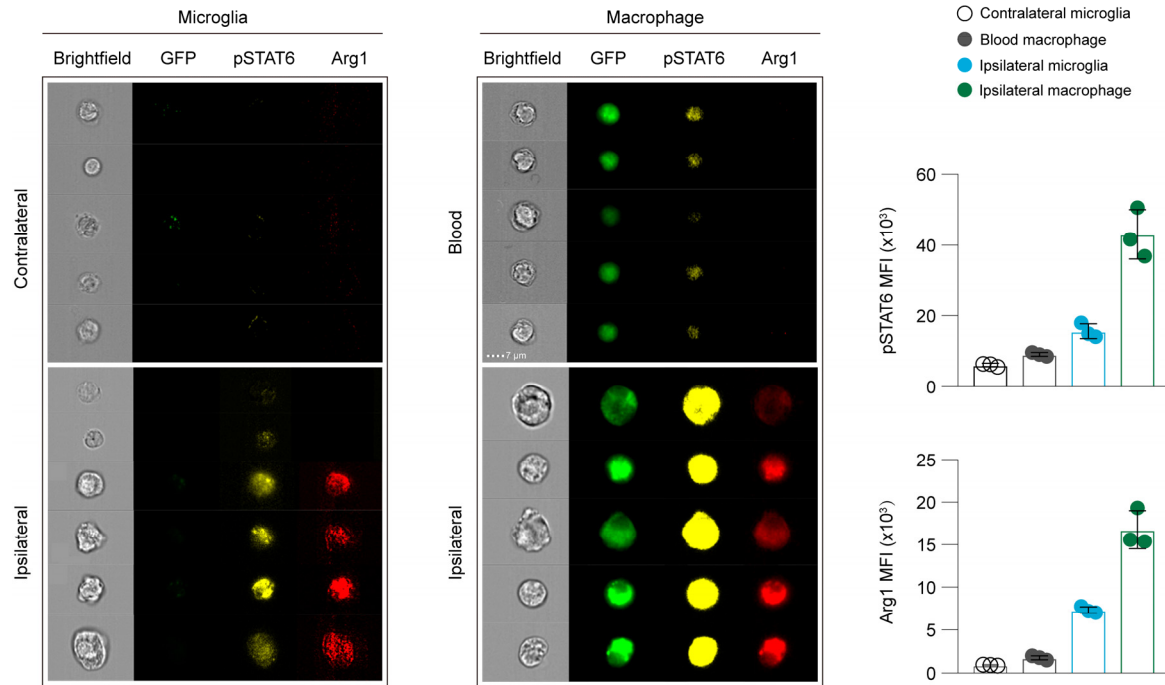 Microglia
Brightfield GFP pSTAT6 Arg1
Contralateral
Ipsilateral
Macrophage
Brightfield GFP pSTAT6 Arg1
Blood
7 µm
Ipsilateral
Contralateral microglia
Blood macrophage
Ipsilateral microglia
Ipsilateral macrophage
pSTAT6 MFI (x10³)
60
40
20
0
Arg1 MFI (x10³)
25
20
15
10
5
0